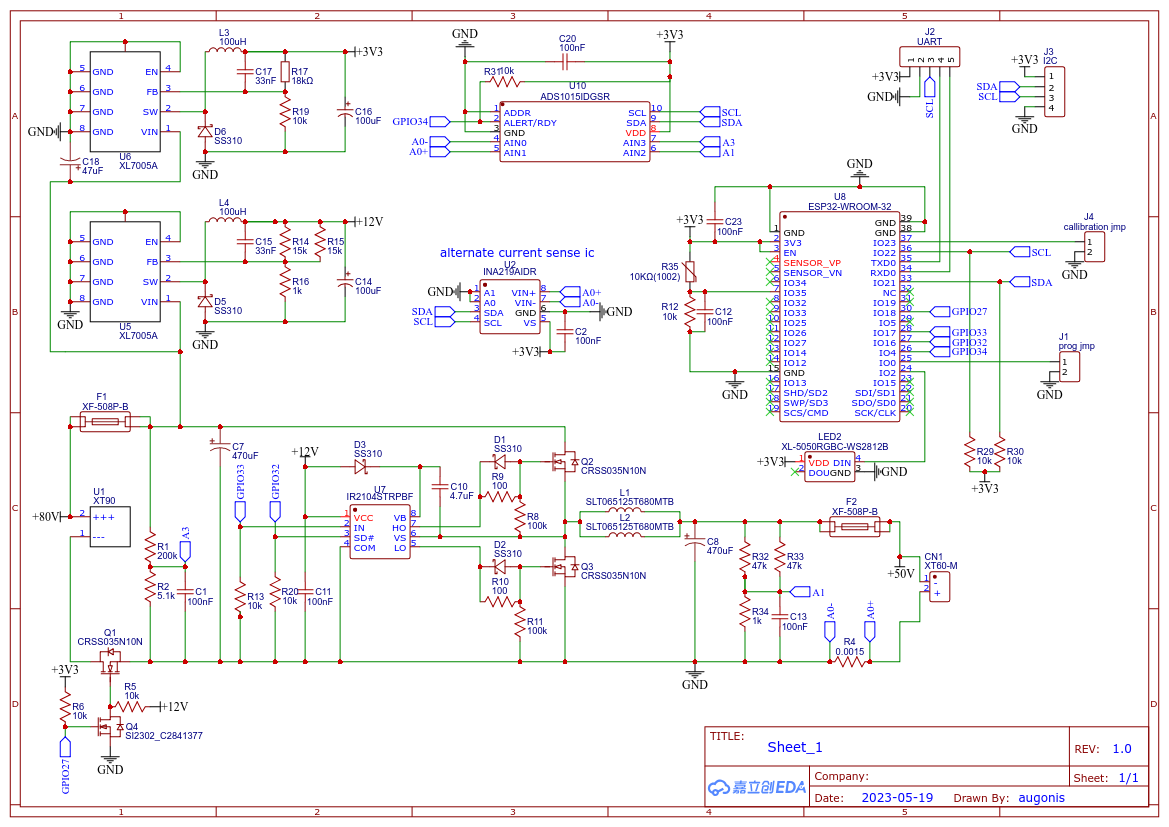 1 2 3 4 5
A
B
C
D
A
B
C
D
1 2 3 4 5
L3
100uH
+3V3
5 GND EN 4
6 GND FB 3
7 GND SW 2
8 GND VIN 1
GND
U6
XL7005A
C17
33nF
R17
18kΩ
R19
10k
C16
100uF
D6
SS310
GND
C18
47uF
L4
100uH
+12V
5 GND EN 4
6 GND FB 3
7 GND SW 2
8 GND VIN 1
GND
U5
XL7005A
C15
33nF
R14
15k
R15
15k
R16
1k
C14
100uF
D5
SS310
GND
GND
C20
100nF
+3V3
R31
10k
U10
ADS1015IDGSR
1 ADDR SCL 10 SCL
GPIO34 2 ALERT/RDY SDA 9 SDA
3 GND VDD 8
A0- 4 AIN0 AIN3 7 A3
A0+ 5 AIN1 AIN2 6 A1
alternate current sense ic
U2
INA219AIDR
GND 1 A1 VIN+ 8 A0+
2 A0 VIN- 7 A0-
SDA 3 SDA GND 6 GND
SCL 4 SCL VS 5
C2
100nF
+3V3
J2
UART
1 2 3 4 5
+3V3
GND
SCL
J3
I2C
+3V3 1
SDA 2
SCL 3
4
GND
GND
U8
ESP32-WROOM-32
+3V3
C23
100nF
R35
10KΩ(1002)
R12
10k
C12
100nF
GND
1 GND
2 3V3
3 EN
4 SENSOR_VP
5 SENSOR_VN
6 IO34
7 IO35
8 IO32
9 IO33
10 IO25
11 IO26
12 IO27
13 IO14
14 IO12
15 GND
16 IO13
17 SHD/SD2
18 SWP/SD3
19 SCS/CMD
GND 39
GND 38
IO23 37
IO22 36
TXD0 35
RXD0 34
IO21 33
NC 32
IO19 31
IO18 30 GPIO27
IO5 29
IO17 28 GPIO33
IO16 27 GPIO32
IO4 26 GPIO34
IO0 25
IO2 24
IO15 23
SDI/SD1 22
SDO/SD0 21
SCK/CLK 20
SCL
SDA
J4
callibration jmp
1
2
GND
J1
prog jmp
1
2
GND
LED2
XL-5050RGBC-WS2812B
+3V3 1 VDD DIN 4
2 DOUT GND 3 GND
R29
10k
R30
10k
+3V3
F1
XF-508P-B
C7
470uF
U1
XT90
+80V 2 +++
1 ---
R1
200k
R2
5.1k
A3
C1
100nF
GPIO33
GPIO32
+12V
R13
10k
R20
10k
C11
100nF
D3
SS310
U7
IR2104STRPBF
1 VCC VB 8
2 IN HO 7
3 SD# VS 6
4 COM LO 5
C10
4.7uF
D1
SS310
R9
100
R8
100k
Q2
CRSS035N10N
D2
SS310
R10
100
R11
100k
Q3
CRSS035N10N
L1
SLT065125T680MTB
L2
SLT065125T680MTB
C8
470uF
R32
47k
R33
47k
R34
1k
A1
C13
100nF
F2
XF-508P-B
+50V
CN1
XT60-M
1 -
2 +
A0-
A0+
R4
0.0015
GND
Q1
CRSS035N10N
+3V3
R6
10k
R5
10k
+12V
Q4
SI2302_C2841377
GND
GPIO27
TITLE:
Sheet_1
REV: 1.0
嘉立创EDA
Company:
Sheet: 1/1
Date: 2023-05-19 Drawn By: augonis